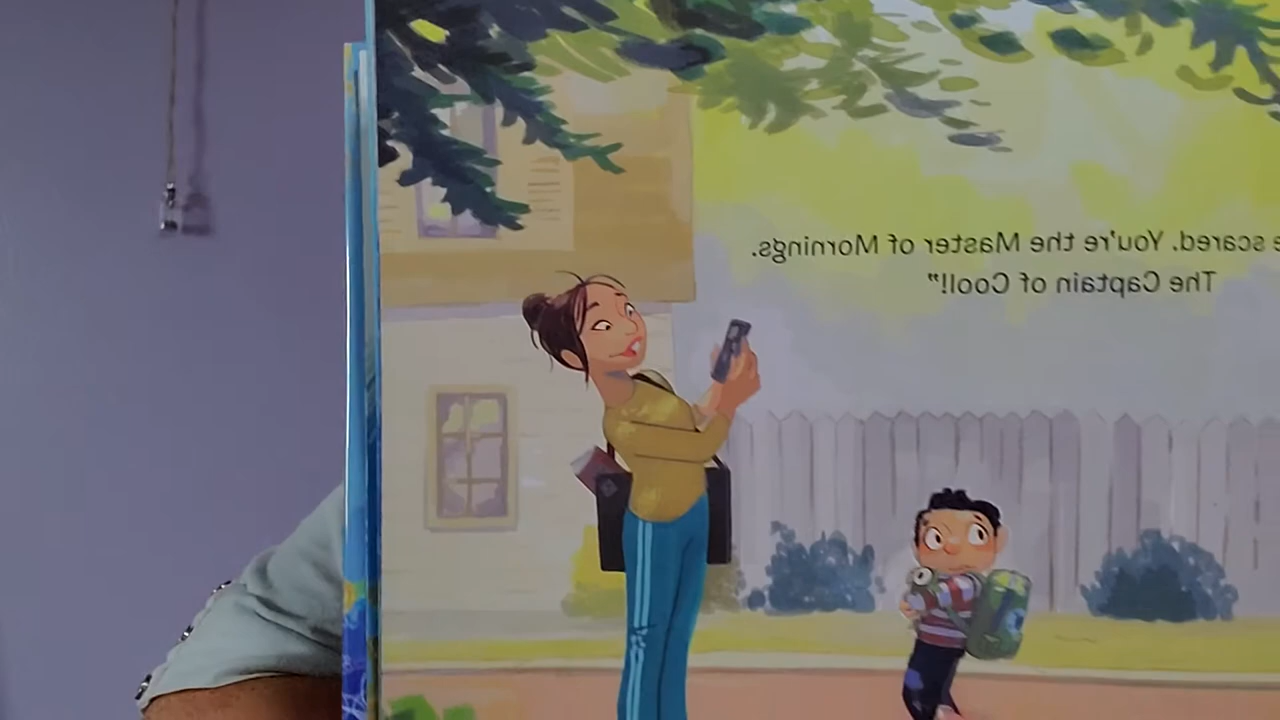 e scared. You're the Master of Mornings.
The Captain of Cool!"